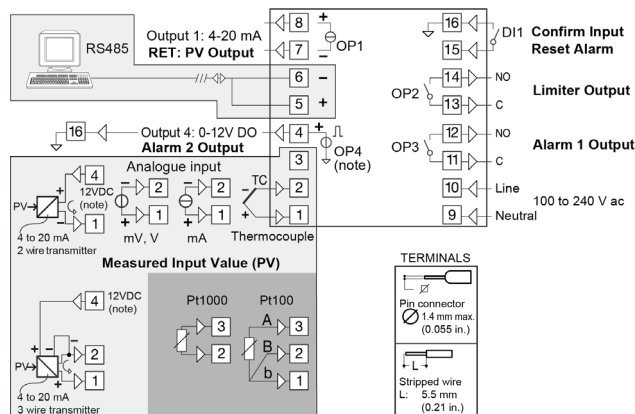 RS485
Output 1: 4-20 mA
RET: PV Output
8
7
+
−
OP1
6
−
5
+
16
Output 4: 0-12V DO
Alarm 2 Output
4
+
OP4
(note)
3
2
1
TC
−
+
Thermocouple
Analogue input
4
12VDC
(note)
PV
+
−
1
4 to 20 mA
2 wire transmitter
−
2
+
1
mV, V
−
2
+
1
mA
Measured Input Value (PV)
4
12VDC
(note)
PV
+
−
−
+
2
1
4 to 20 mA
3 wire transmitter
Pt1000
3
2
Pt100
A
3
B
2
b
1
16
15
DI1
Confirm Input
Reset Alarm
OP2
14
NO
13
C
Limiter Output
OP3
12
NO
11
C
Alarm 1 Output
10
Line
9
Neutral
100 to 240 V ac
TERMINALS
Pin connector
Ø 1.4 mm max.
(0.055 in.)
L
Stripped wire
L: 5.5 mm
(0.21 in.)